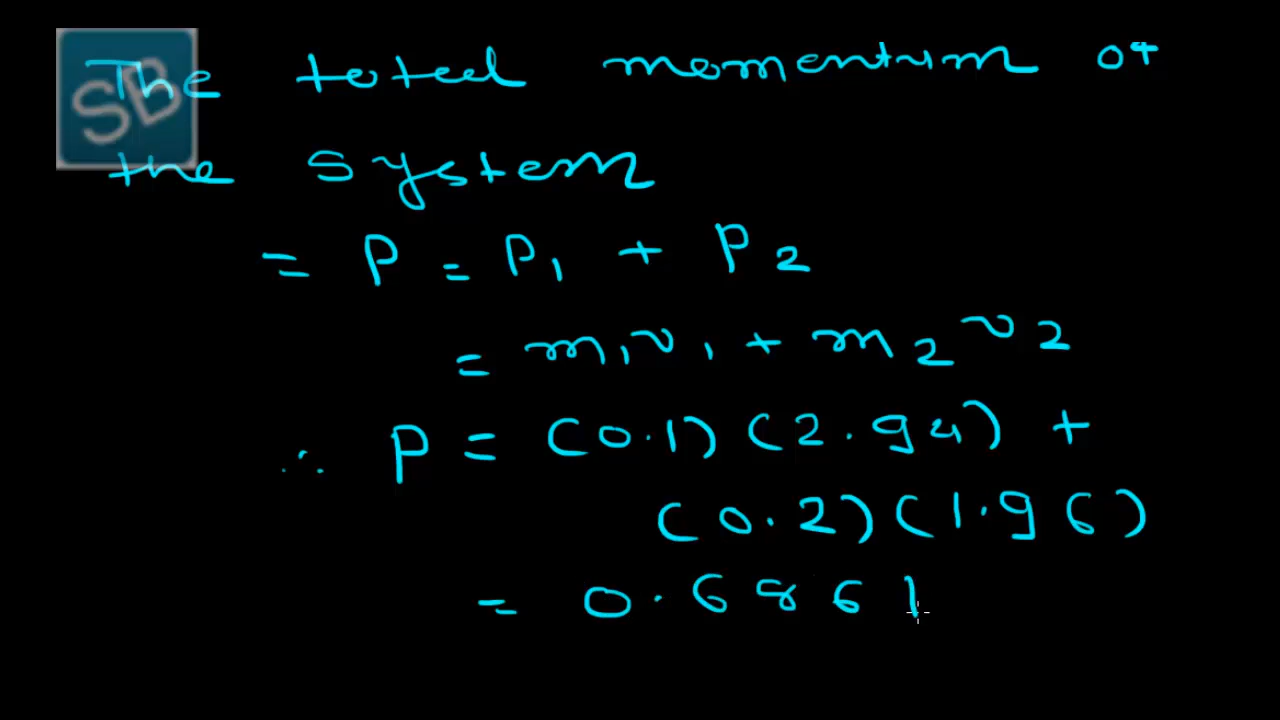 SB
The total momentum of
the system
= P = P1 + P2
= m1v1 + m2v2
∴ P = (0.1)(2.94) +
(0.2)(1.96)
= 0.686